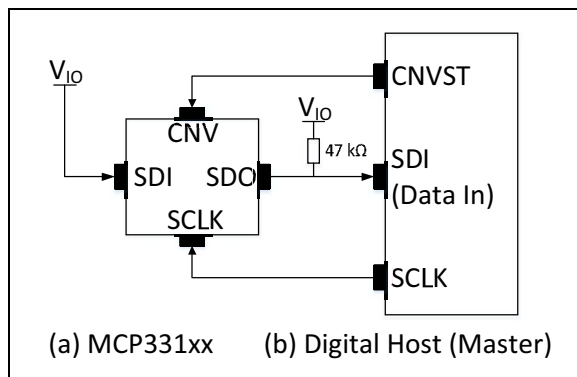 V_IO
CNVST
V_IO
CNV
47 kΩ
SDI
SDO
SDI
(Data In)
SCLK
SCLK
(a) MCP331xx
(b) Digital Host (Master)